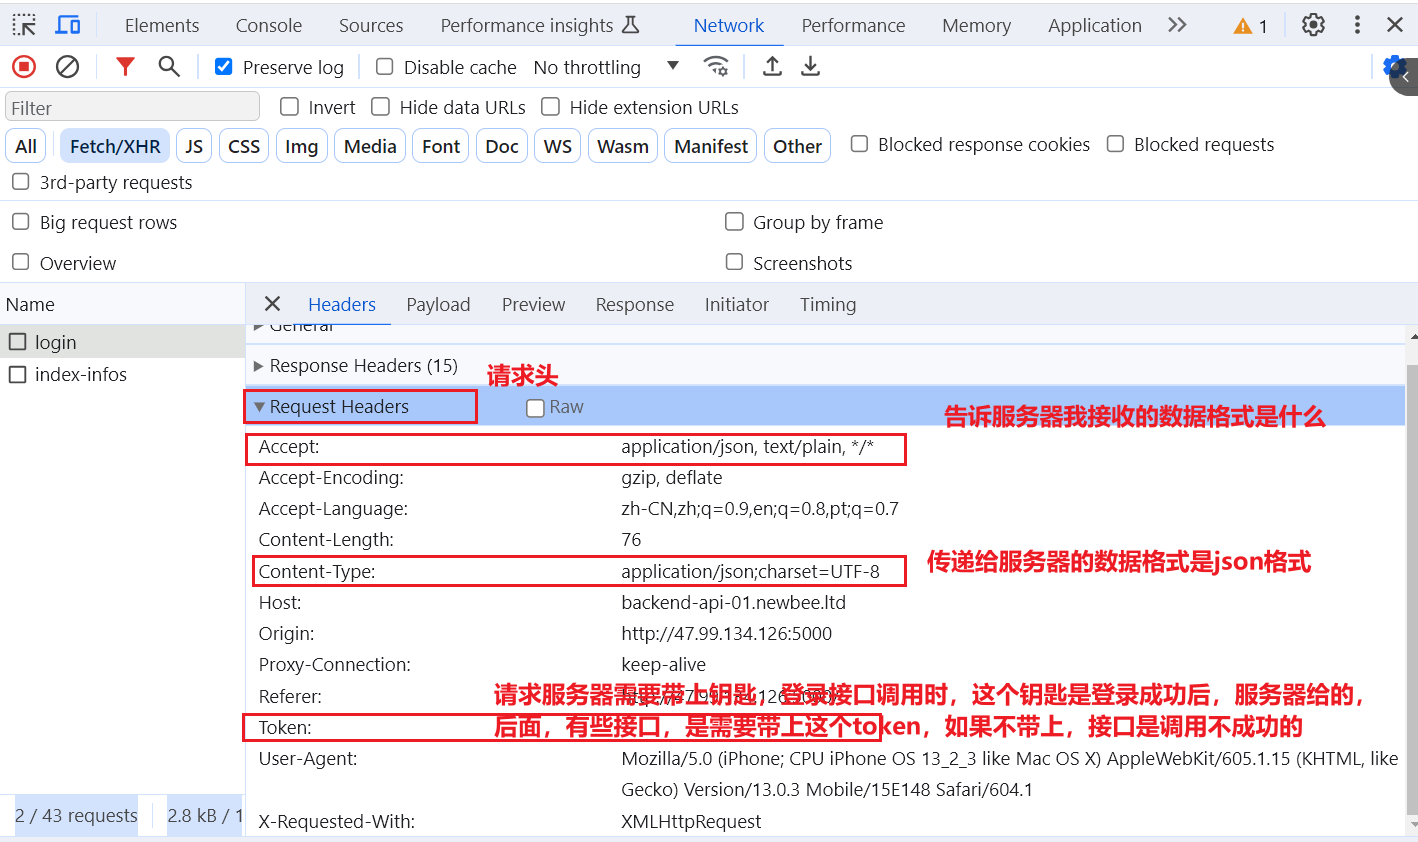 Elements Console Sources Performance insights Network Performance Memory Application 1
Preserve log Disable cache No throttling
Filter Invert Hide data URLs Hide extension URLs
All Fetch/XHR JS CSS Img Media Font Doc WS Wasm Manifest Other Blocked response cookies Blocked requests
3rd-party requests
Big request rows Group by frame
Overview Screenshots
Name Headers Payload Preview Response Initiator Timing
General
login
Response Headers (15)
请求头
index-infos
Request Headers Raw
告诉服务器我接收的数据格式是什么
Accept: application/json, text/plain, */*
Accept-Encoding: gzip, deflate
Accept-Language: zh-CN,zh;q=0.9,en;q=0.8,pt;q=0.7
Content-Length: 76
Content-Type: application/json;charset=UTF-8
传递给服务器的数据格式是json格式
Host: backend-api-01.newbee.ltd
Origin: http://47.99.134.126:5000
Proxy-Connection: keep-alive
Referer:
请求服务器需要带上钥匙，登录接口调用时，这个钥匙是登录成功后，服务器给的，
Token:
后面，有些接口，是需要带上这个token，如果不带上，接口是调用不成功的
User-Agent: Mozilla/5.0 (iPhone; CPU iPhone OS 13_2_3 like Mac OS X) AppleWebKit/605.1.15 (KHTML, like
Gecko) Version/13.0.3 Mobile/15E148 Safari/604.1
2 / 43 requests 2.8 kB / 1
X-Requested-With: XMLHttpRequest